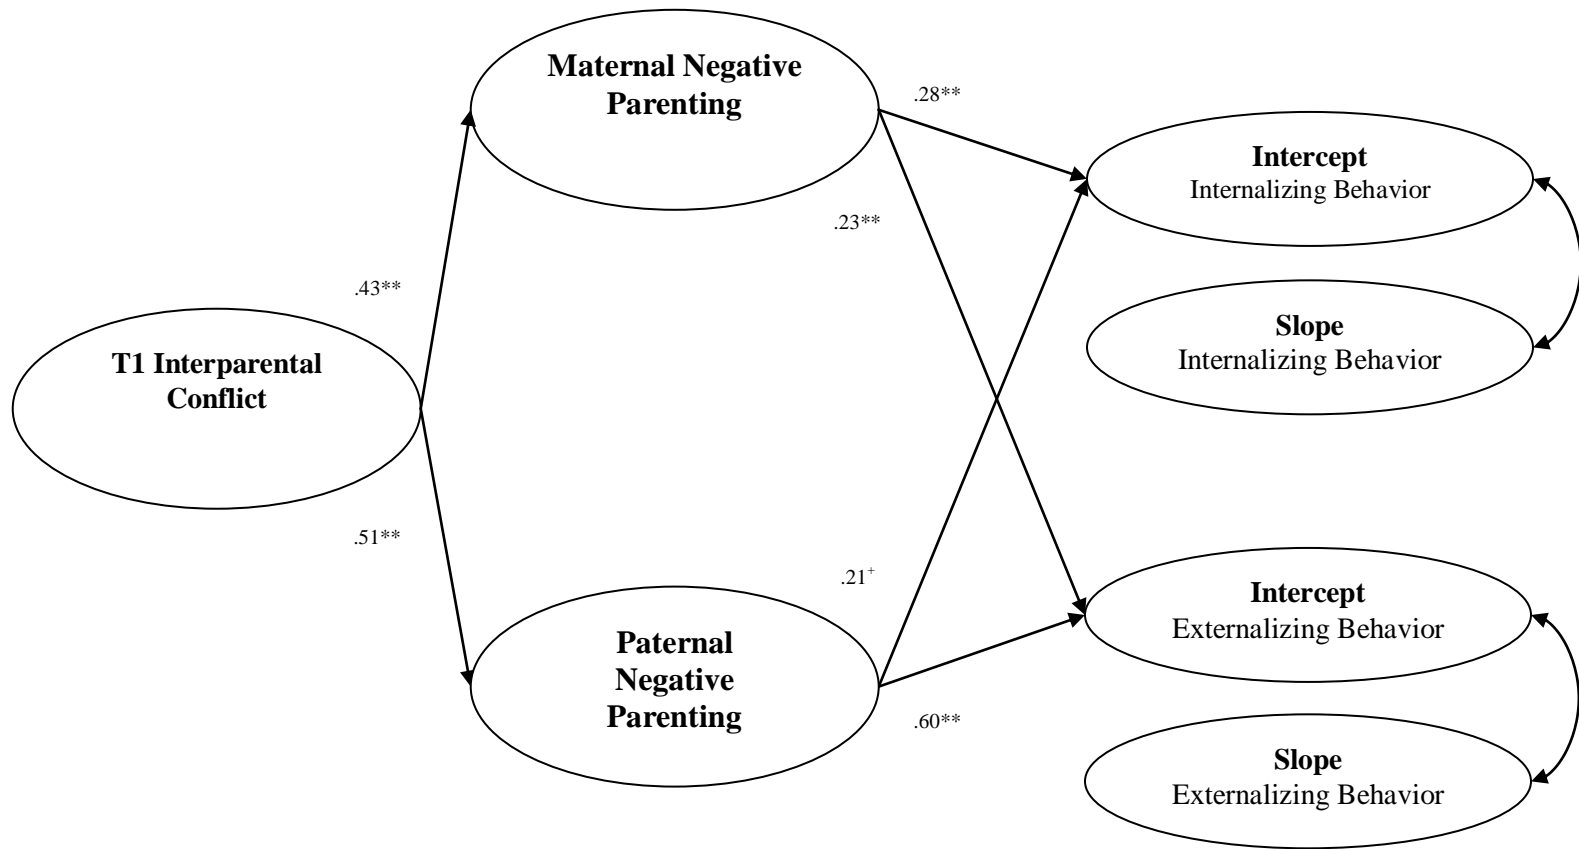 Maternal Negative
Parenting
.28**
Intercept
Internalizing Behavior
.23**
.43**
T1 Interparental
Conflict
Slope
Internalizing Behavior
.51**
.21+
Paternal
Negative
Parenting
.60**
Intercept
Externalizing Behavior
Slope
Externalizing Behavior